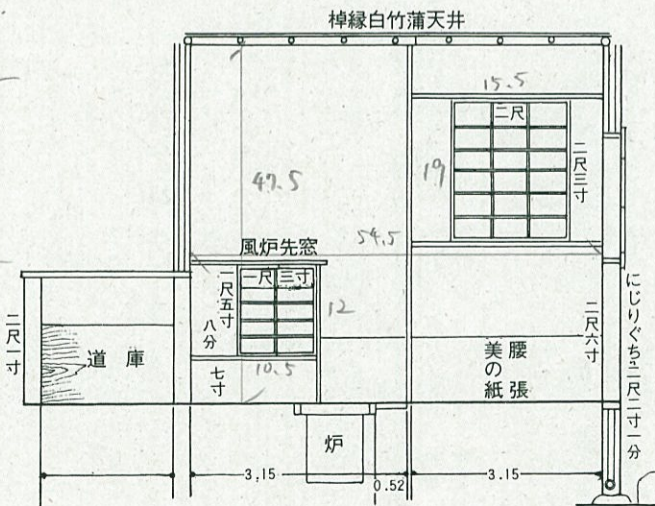 棹縁白竹蒲天井
15.5
二尺
19
二尺三寸
47.5
54.5
風炉先窓
一尺三寸
一尺五寸
八分
12
七寸
10.5
二尺一寸
道庫
腰張
美の紙
二尺六寸
にじりぐち二尺二寸一分
炉
3.15
0.52
3.15